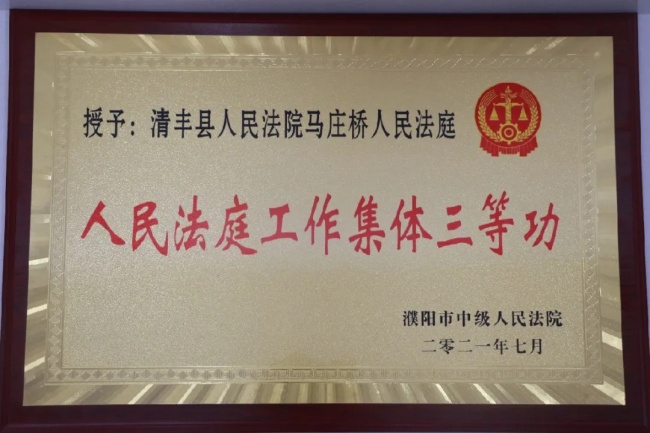 授予：清丰县人民法院马庄桥人民法庭
人民法庭工作集体三等功
濮阳市中级人民法院
二零二一年七月